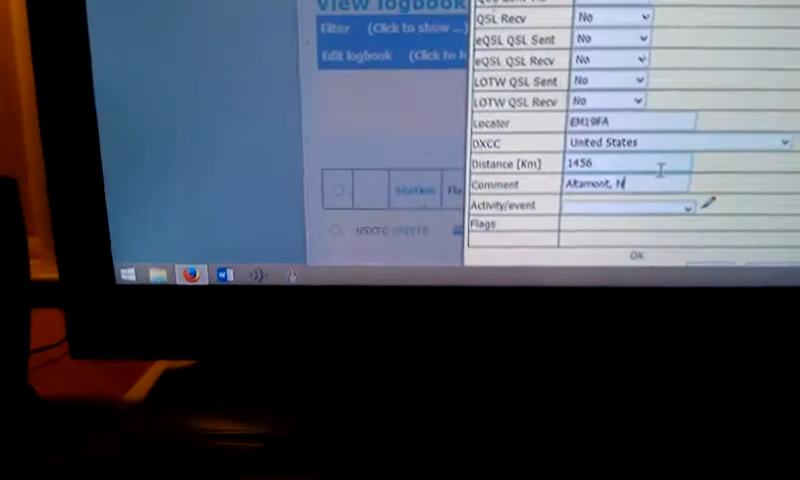 View logbook
Filter (Click to show ...)
Edit logbook (Click to h
Station Fla
QSL Recv No
eQSL QSL Sent No
eQSL QSL Recv No
LOTW QSL Sent No
LOTW QSL Recv No
Locator EM19FA
DXCC United States
Distance [Km] 1456
Comment Altamont, N
Activity/event
Flags
OK